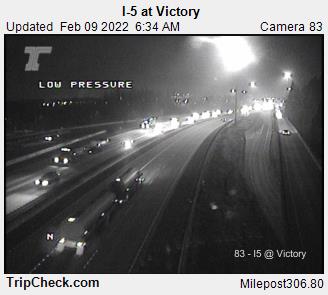 I-5 at Victory
Updated Feb 09 2022 6:34 AM Camera 83
T
LOW PRESSURE
N
83 - I5 @ Victory
TripCheck.com Milepost306.80